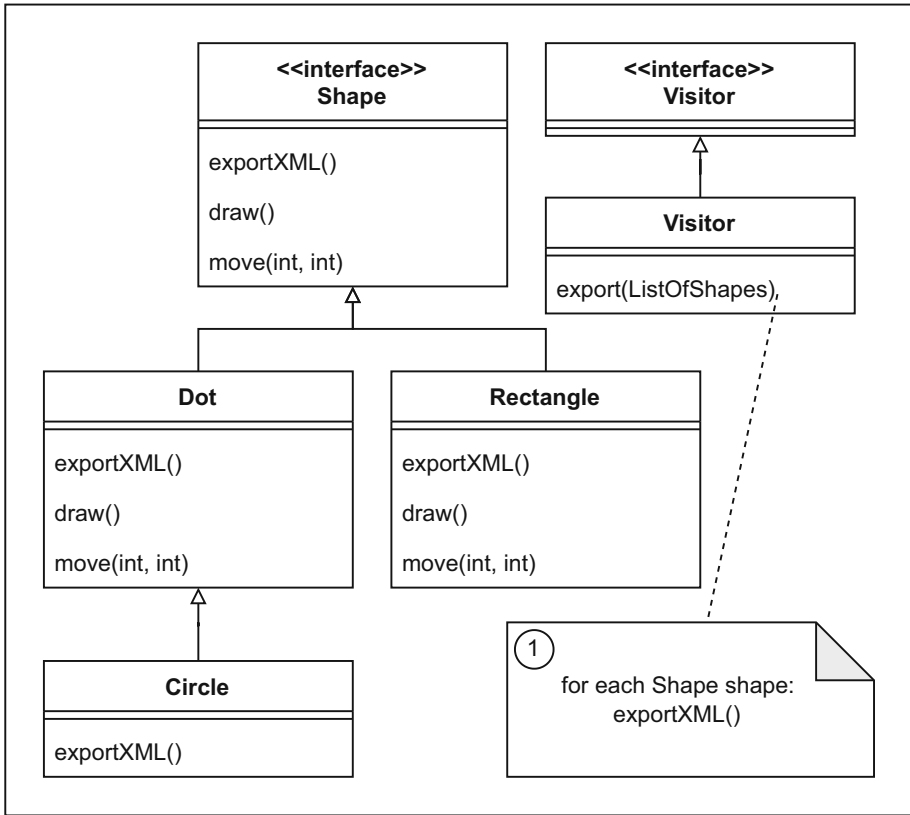 <<interface>>
Shape
exportXML()
draw()
move(int, int)
<<interface>>
Visitor
Visitor
export(ListOfShapes)
Dot
exportXML()
draw()
move(int, int)
Rectangle
exportXML()
draw()
move(int, int)
Circle
exportXML()
1
for each Shape shape:
exportXML()